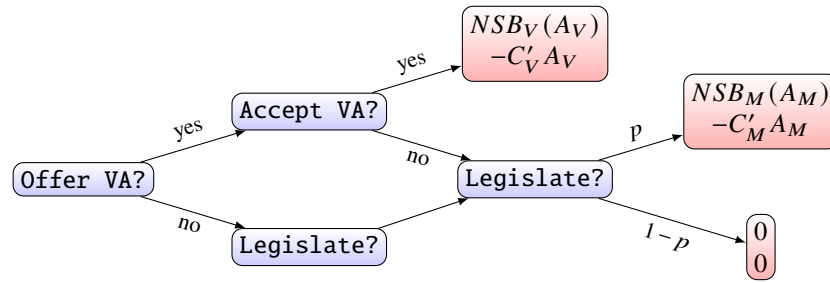 NSB_V(A_V)
−C′_V A_V
yes
Accept VA?
NSB_M(A_M)
−C′_M A_M
yes
p
no
Offer VA?
Legislate?
no
Legislate?
1−p
0
0